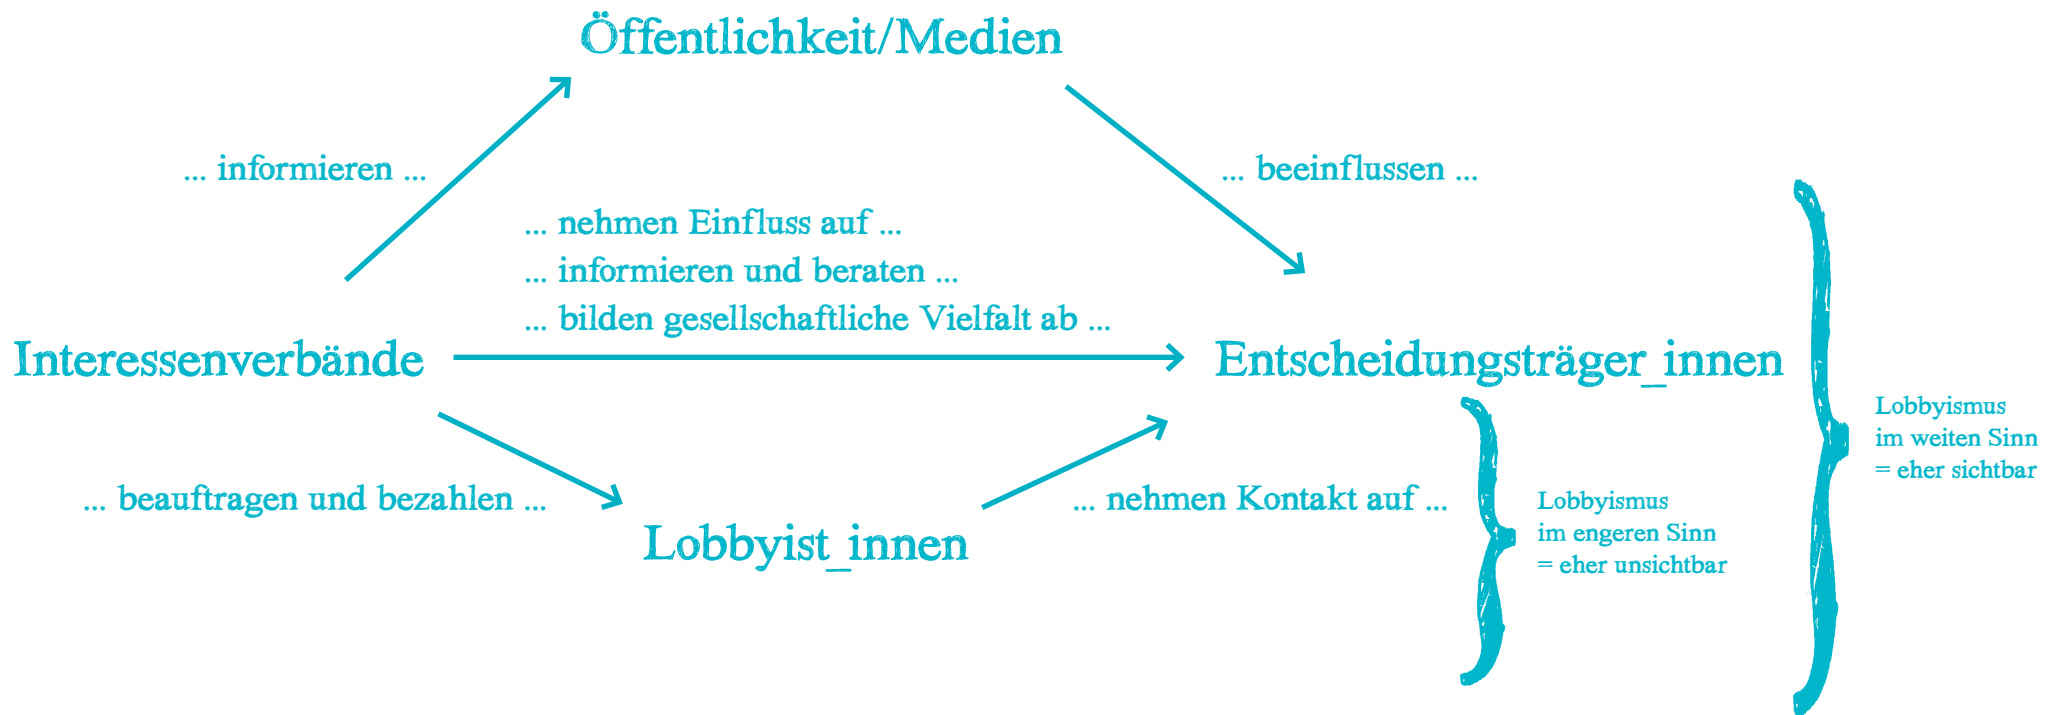 Öffentlichkeit/Medien
... informieren ...
... beeinflussen ...
... nehmen Einfluss auf ...
... informieren und beraten ...
... bilden gesellschaftliche Vielfalt ab ...
Interessenverbände
Entscheidungsträger_innen
... beauftragen und bezahlen ...
Lobbyist_innen
... nehmen Kontakt auf ...
Lobbyismus
im engeren Sinn
= eher unsichtbar
Lobbyismus
im weiten Sinn
= eher sichtbar